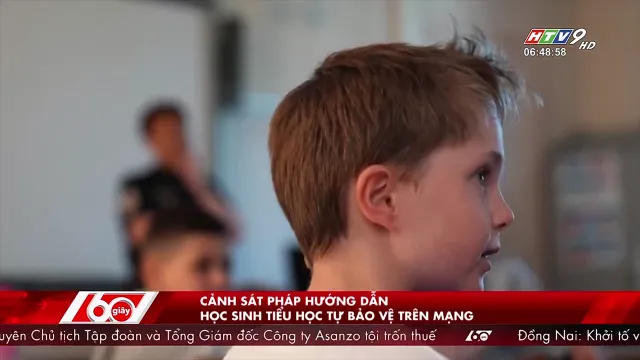 HTV9 HD
06:48:58
60 giây
CẢNH SÁT PHÁP HƯỚNG DẪN
HỌC SINH TIỂU HỌC TỰ BẢO VỆ TRÊN MẠNG
uyên Chủ tịch Tập đoàn và Tổng Giám đốc Công ty Asanzo tội trốn thuế 60 Đồng Nai: Khởi tố v